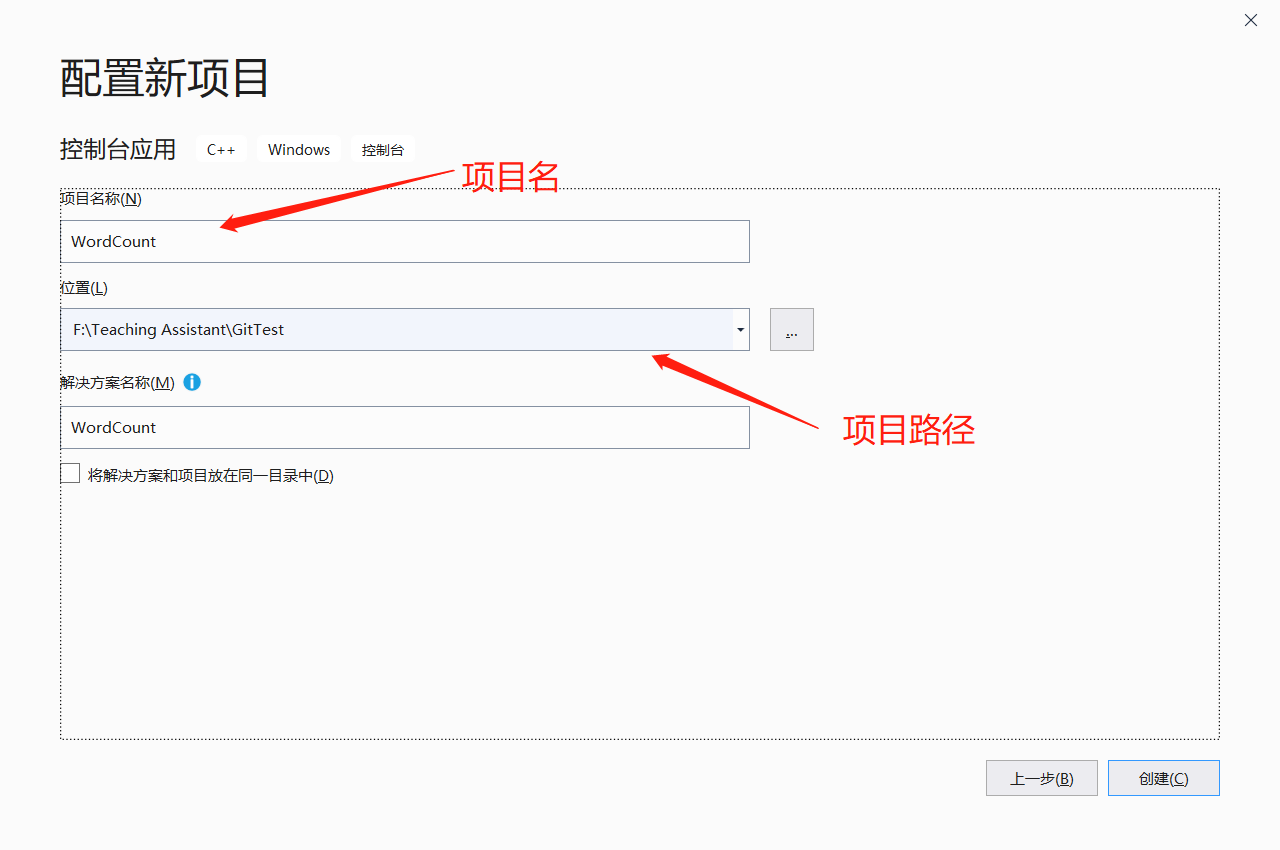 配置新项目
控制台应用 C++ Windows 控制台
项目名
项目名称(N)
WordCount
位置(L)
F:\Teaching Assistant\GitTest
...
解决方案名称(M)
WordCount
项目路径
将解决方案和项目放在同一目录中(D)
上一步(B) 创建(C)